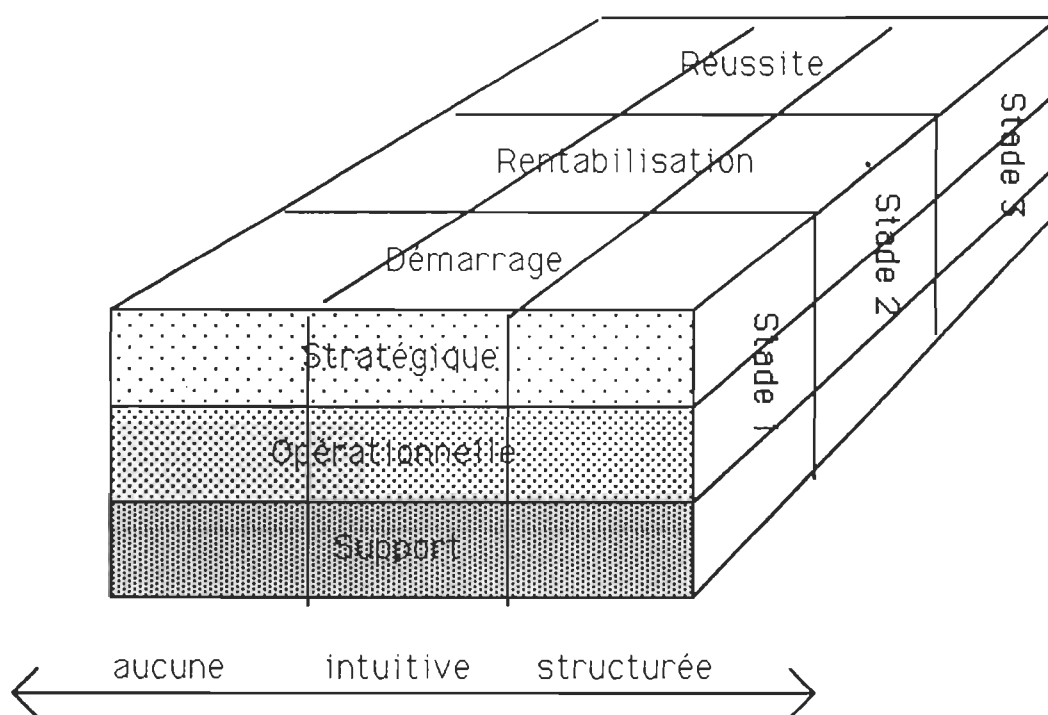 Réussite
Rentabilisation
Démarrage
Stratégique
Opérationnelle
Support
Stade 1
Stade 2
Stade 3
aucune intuitive structurée